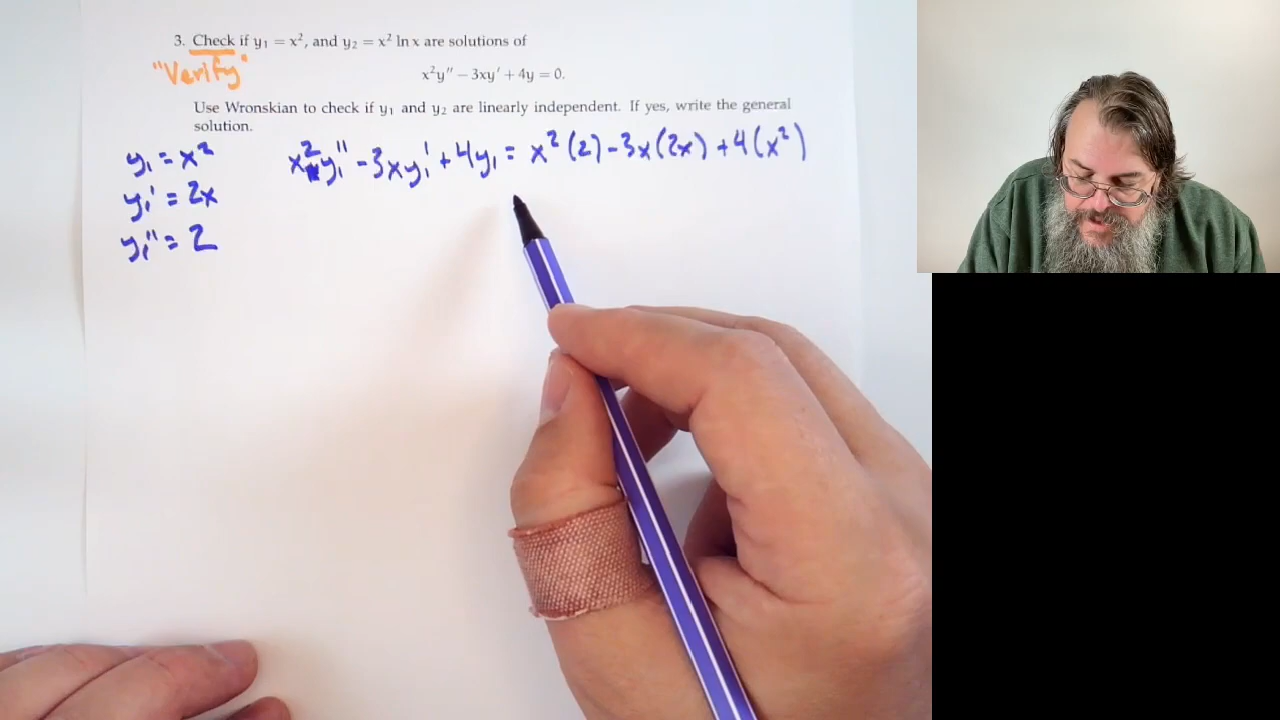 3. Check if y₁ = x², and y₂ = x² ln x are solutions of
"Verify"
x²y″ − 3xy′ + 4y = 0.
Use Wronskian to check if y₁ and y₂ are linearly independent. If yes, write the general
solution.
y₁ = x²
x²y₁″ − 3xy₁′ + 4y₁ = x²(2) − 3x(2x) + 4(x²)
y₁′ = 2x
y₁″ = 2